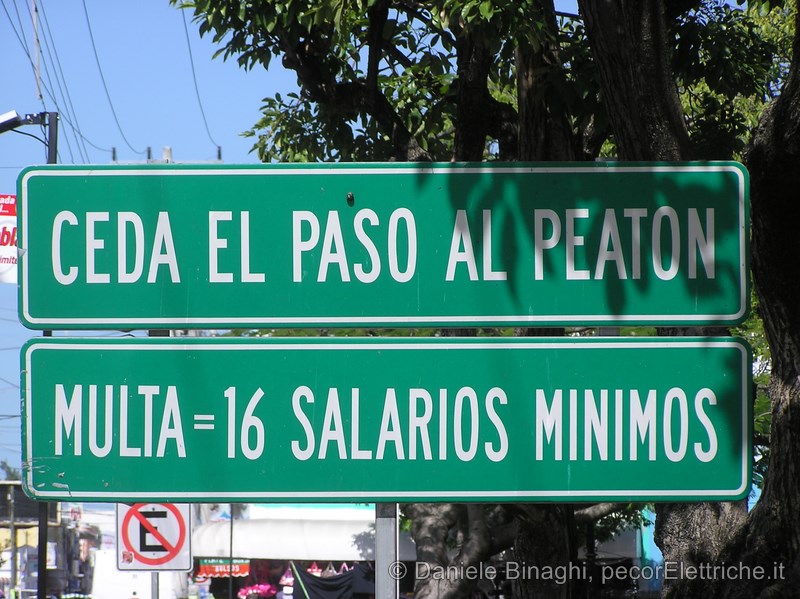 CEDA EL PASO AL PEATON
MULTA = 16 SALARIOS MINIMOS
E
© Daniele Binaghi, pecorElettriche.it